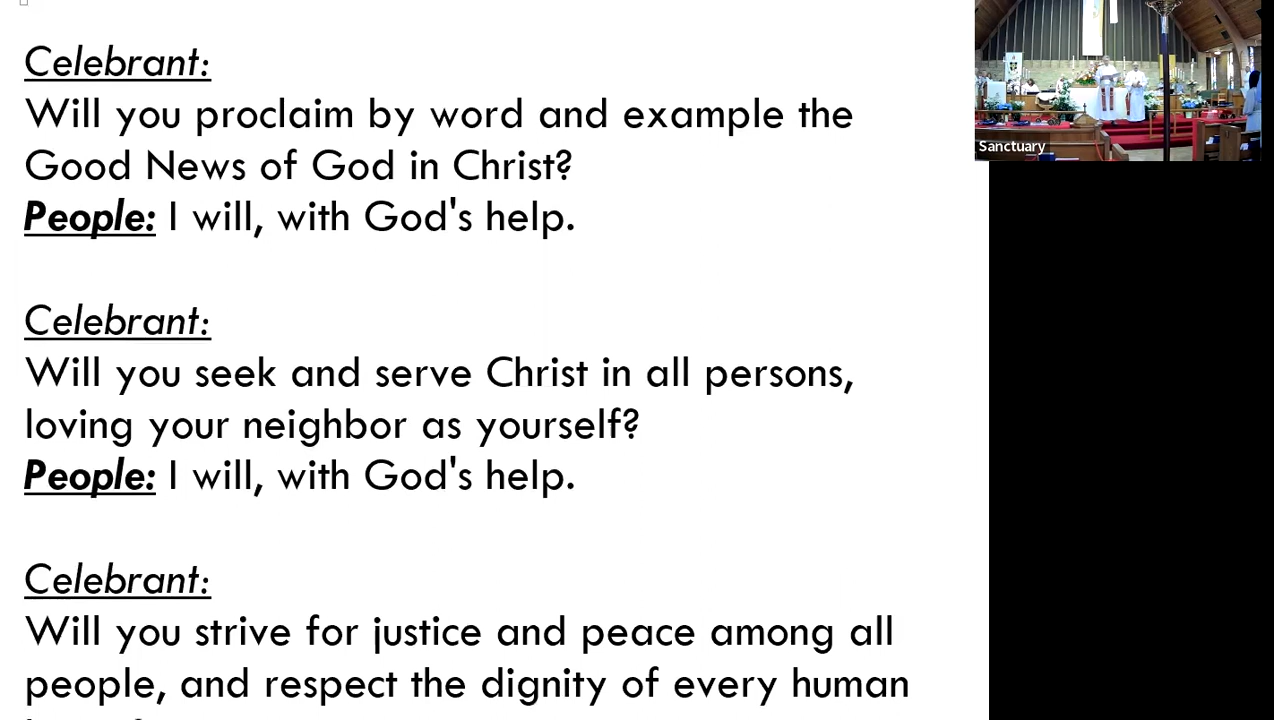 Celebrant:
Will you proclaim by word and example the
Good News of God in Christ?
People: I will, with God's help.
Celebrant:
Will you seek and serve Christ in all persons,
loving your neighbor as yourself?
People: I will, with God's help.
Celebrant:
Will you strive for justice and peace among all
people, and respect the dignity of every human
Sanctuary